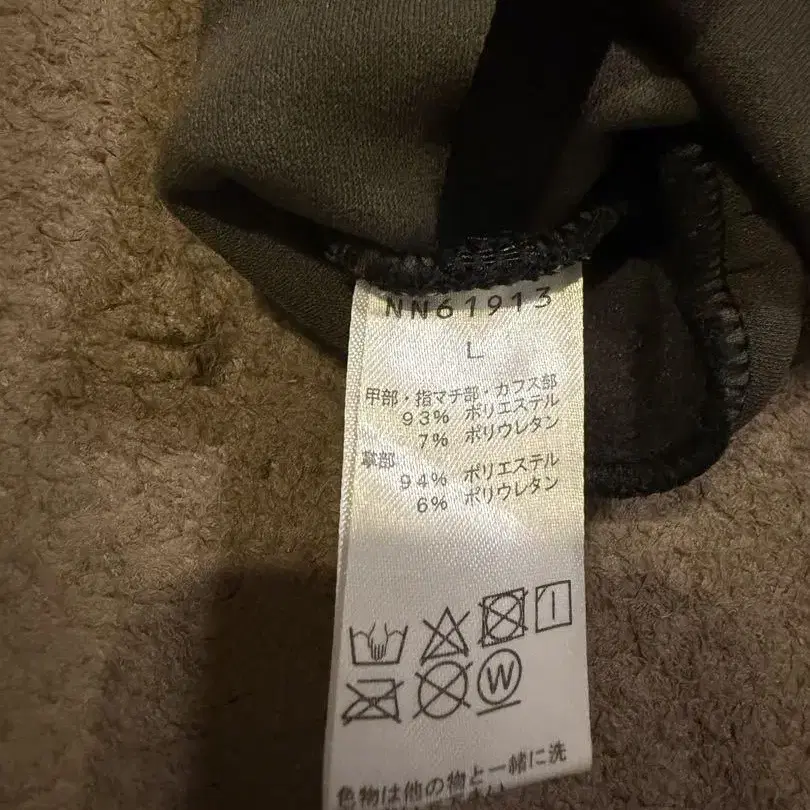 NN61913
L
甲部・指マチ部・カフス部
93% ポリエステル
7% ポリウレタン
掌部
94% ポリエステル
6% ポリウレタン
W
色物は他の物と一緒に洗